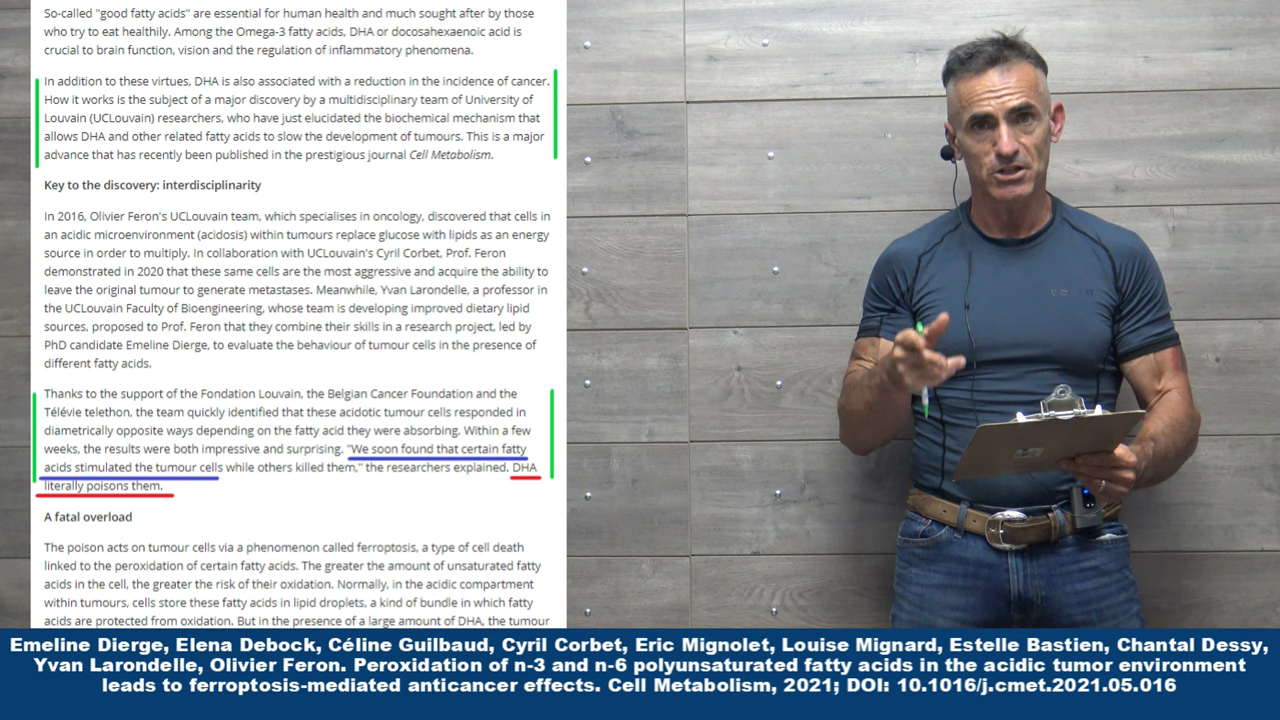 So-called "good fatty acids" are essential for human health and much sought after by those
who try to eat healthily. Among the Omega-3 fatty acids, DHA or docosahexaenoic acid is
crucial to brain function, vision and the regulation of inflammatory phenomena.
In addition to these virtues, DHA is also associated with a reduction in the incidence of cancer.
How it works is the subject of a major discovery by a multidisciplinary team of University of
Louvain (UCLouvain) researchers, who have just elucidated the biochemical mechanism that
allows DHA and other related fatty acids to slow the development of tumours. This is a major
advance that has recently been published in the prestigious journal Cell Metabolism.
Key to the discovery: interdisciplinarity
In 2016, Olivier Feron's UCLouvain team, which specialises in oncology, discovered that cells in
an acidic microenvironment (acidosis) within tumours replace glucose with lipids as an energy
source in order to multiply. In collaboration with UCLouvain's Cyril Corbet, Prof. Feron
demonstrated in 2020 that these same cells are the most aggressive and acquire the ability to
leave the original tumour to generate metastases. Meanwhile, Yvan Larondelle, a professor in
the UCLouvain Faculty of Bioengineering, whose team is developing improved dietary lipid
sources, proposed to Prof. Feron that they combine their skills in a research project, led by
PhD candidate Emeline Dierge, to evaluate the behaviour of tumour cells in the presence of
different fatty acids.
Thanks to the support of the Fondation Louvain, the Belgian Cancer Foundation and the
Télévie telethon, the team quickly identified that these acidotic tumour cells responded in
diametrically opposite ways depending on the fatty acid they were absorbing. Within a few
weeks, the results were both impressive and surprising. "We soon found that certain fatty
acids stimulated the tumour cells while others killed them," the researchers explained. DHA
literally poisons them.
A fatal overload
The poison acts on tumour cells via a phenomenon called ferroptosis, a type of cell death
linked to the peroxidation of certain fatty acids. The greater the amount of unsaturated fatty
acids in the cell, the greater the risk of their oxidation. Normally, in the acidic compartment
within tumours, cells store these fatty acids in lipid droplets, a kind of bundle in which fatty
acids are protected from oxidation. But in the presence of a large amount of DHA, the tumour
Emeline Dierge, Elena Debock, Céline Guilbaud, Cyril Corbet, Eric Mignolet, Louise Mignard, Estelle Bastien, Chantal Dessy,
Yvan Larondelle, Olivier Feron. Peroxidation of n-3 and n-6 polyunsaturated fatty acids in the acidic tumor environment
leads to ferroptosis-mediated anticancer effects. Cell Metabolism, 2021; DOI: 10.1016/j.cmet.2021.05.016